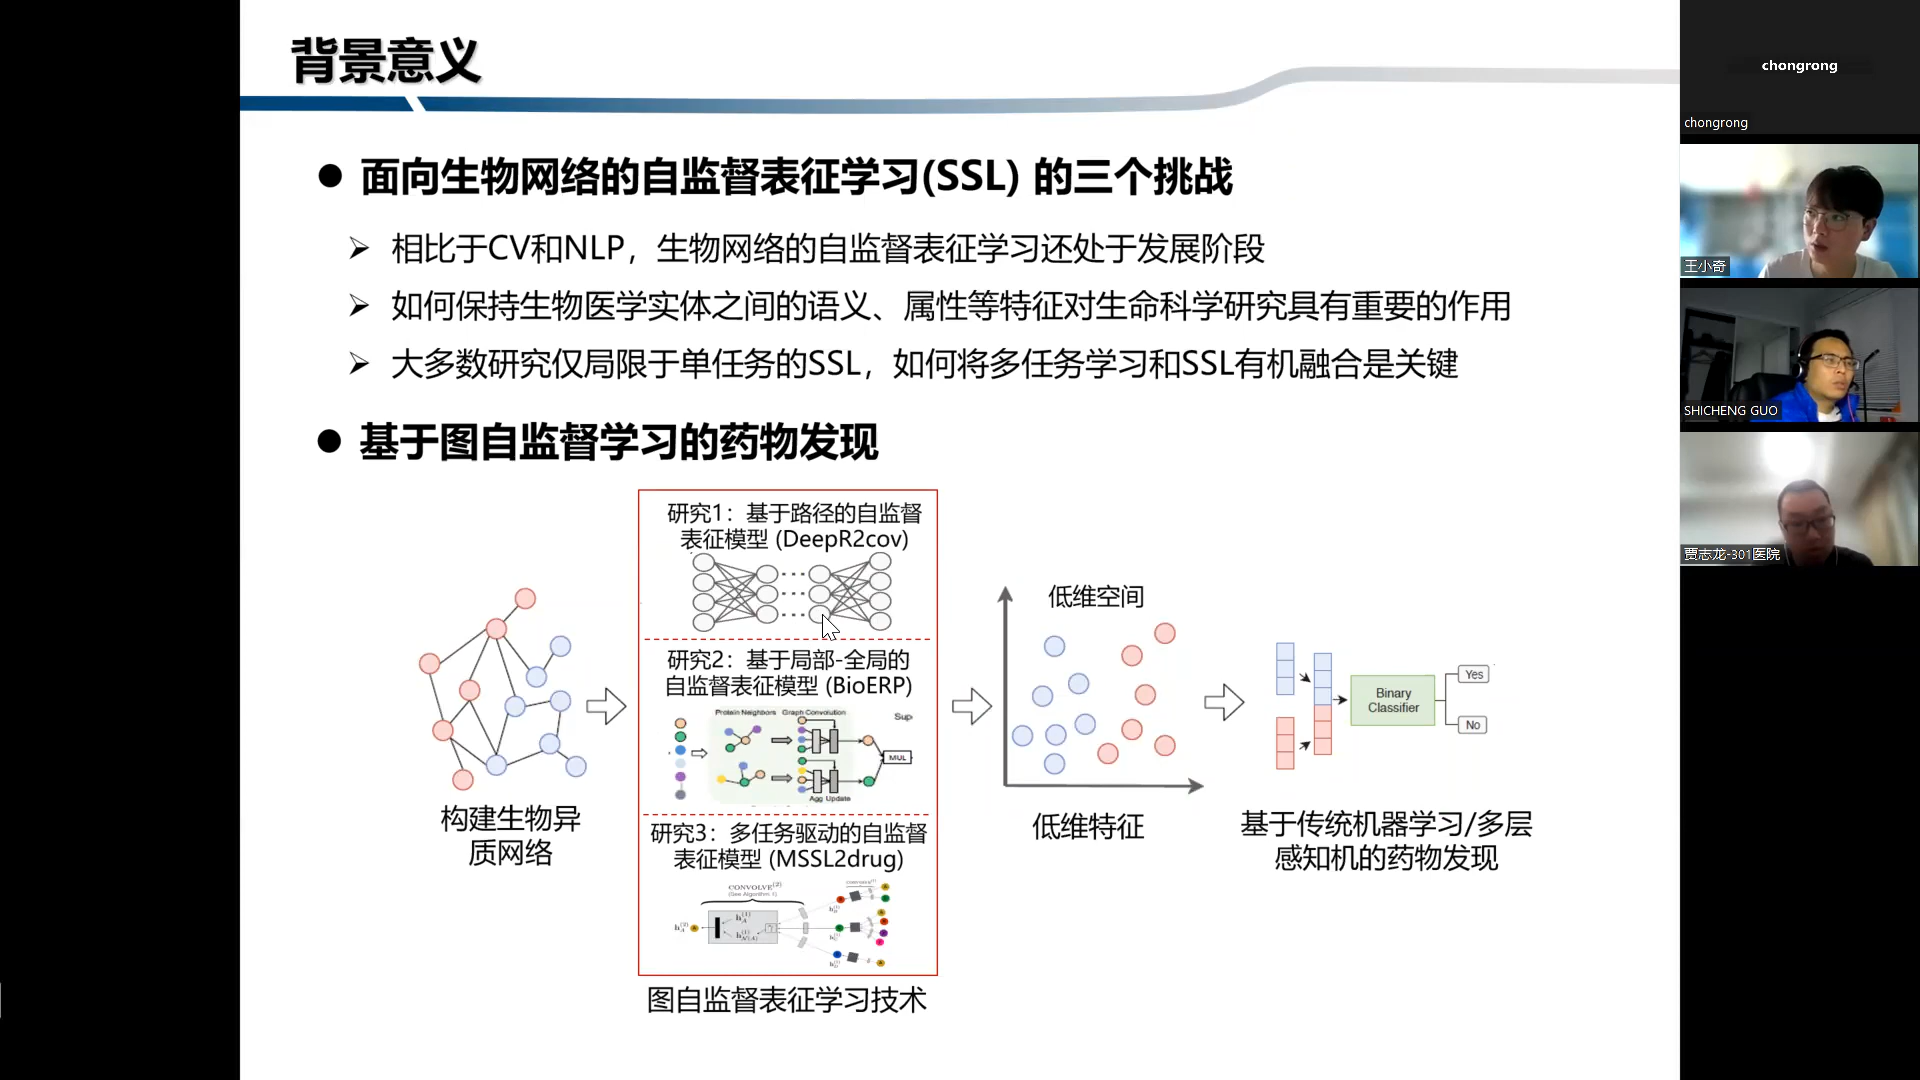 背景意义
面向生物网络的自监督表征学习(SSL) 的三个挑战
相比于CV和NLP，生物网络的自监督表征学习还处于发展阶段
如何保持生物医学实体之间的语义、属性等特征对生命科学研究具有重要的作用
大多数研究仅局限于单任务的SSL，如何将多任务学习和SSL有机融合是关键
基于图自监督学习的药物发现
构建生物异
质网络
研究1：基于路径的自监督
表征模型 (DeepR2cov)
研究2：基于局部-全局的
自监督表征模型 (BioERP)
Protein Neighbors Graph Convolution
Sup
MUL
Agg Update
研究3：多任务驱动的自监督
表征模型 (MSSL2drug)
CONVOLVE(2)
(See Algorithm 1)
图自监督表征学习技术
低维空间
低维特征
Binary
Classifier
Yes
No
基于传统机器学习/多层
感知机的药物发现
chongrong
chongrong
王小奇
SHICHENG GUO
贾志龙-301医院